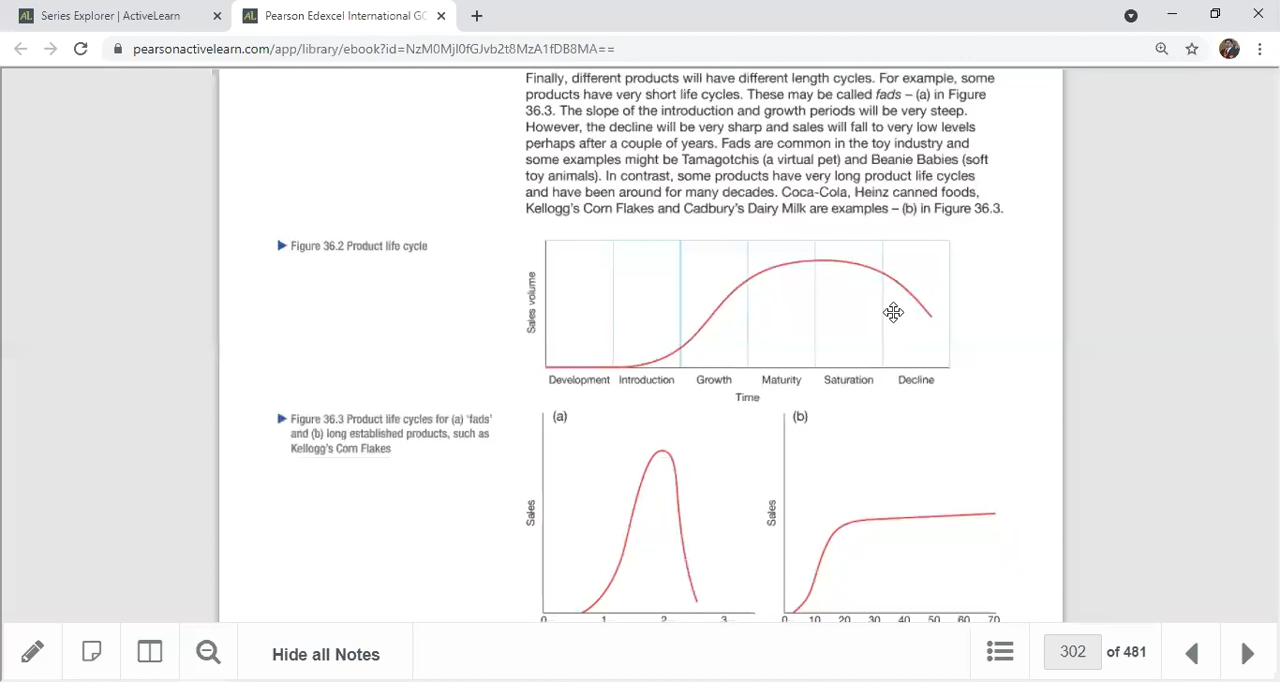 Series Explorer | ActiveLearn
Pearson Edexcel International GC
pearsonactivelearn.com/app/library/ebook?id=NzM0MjI0fGJvb2t8MzA1fDB8MA==
Finally, different products will have different length cycles. For example, some
products have very short life cycles. These may be called fads – (a) in Figure
36.3. The slope of the introduction and growth periods will be very steep.
However, the decline will be very sharp and sales will fall to very low levels
perhaps after a couple of years. Fads are common in the toy industry and
some examples might be Tamagotchis (a virtual pet) and Beanie Babies (soft
toy animals). In contrast, some products have very long product life cycles
and have been around for many decades. Coca-Cola, Heinz canned foods,
Kellogg's Corn Flakes and Cadbury's Dairy Milk are examples – (b) in Figure 36.3.
Figure 36.2 Product life cycle
Sales volume
Development Introduction Growth Maturity Saturation Decline
Time
Figure 36.3 Product life cycles for (a) 'fads'
and (b) long established products, such as
Kellogg's Corn Flakes
(a)
Sales
0 1 2 3
(b)
Sales
0 10 20 30 40 50 60 70
Hide all Notes
302 of 481